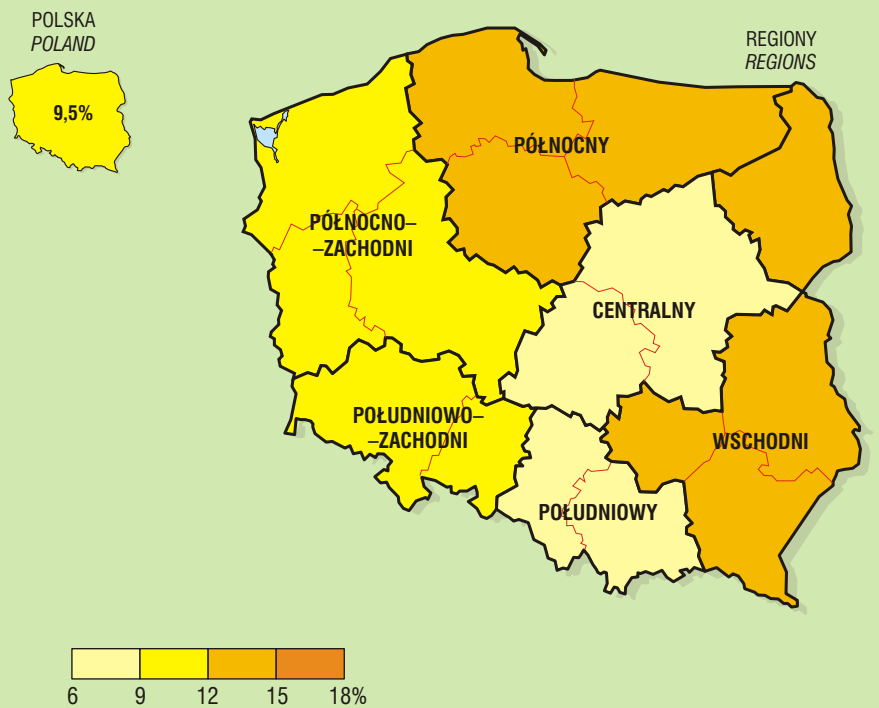 POLSKA
POLAND
9,5%
REGIONY
REGIONS
PÓŁNOCNY
PÓŁNOCNO–
–ZACHODNI
CENTRALNY
POŁUDNIOWO–
–ZACHODNI
WSCHODNI
POŁUDNIOWY
6 9 12 15 18%